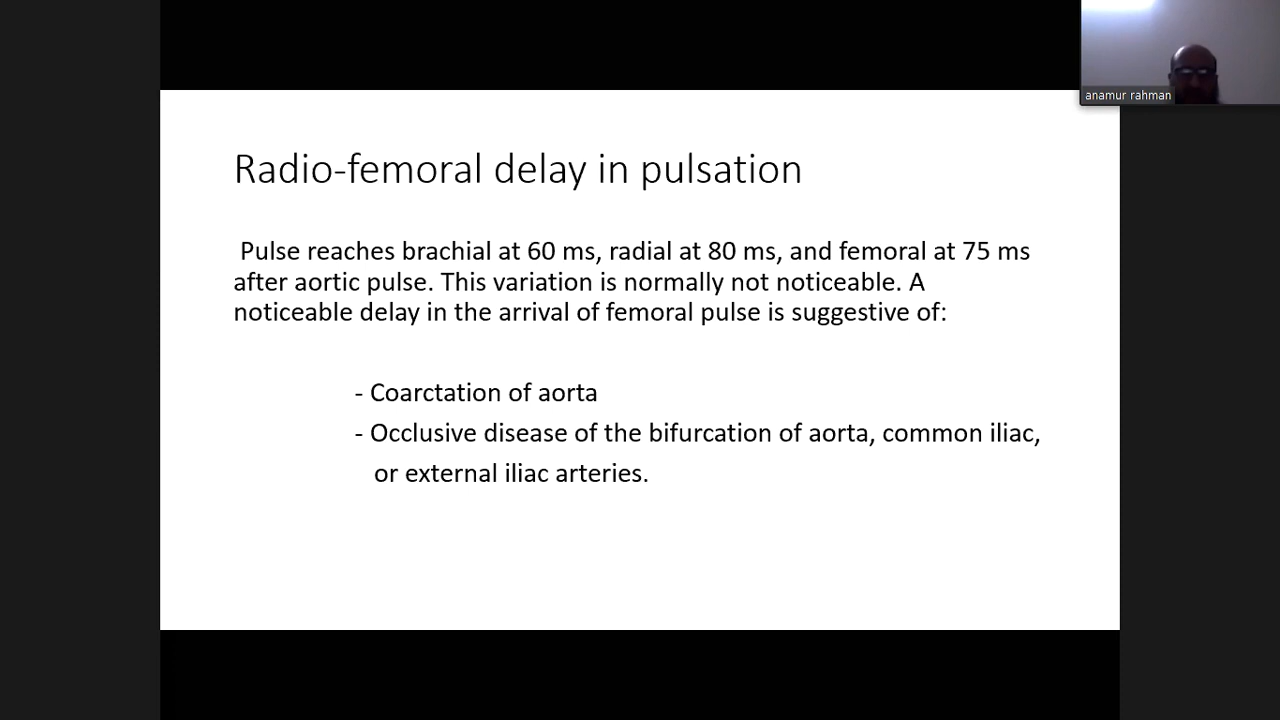 anamur rahman
Radio-femoral delay in pulsation
Pulse reaches brachial at 60 ms, radial at 80 ms, and femoral at 75 ms
after aortic pulse. This variation is normally not noticeable. A
noticeable delay in the arrival of femoral pulse is suggestive of:
- Coarctation of aorta
- Occlusive disease of the bifurcation of aorta, common iliac,
or external iliac arteries.